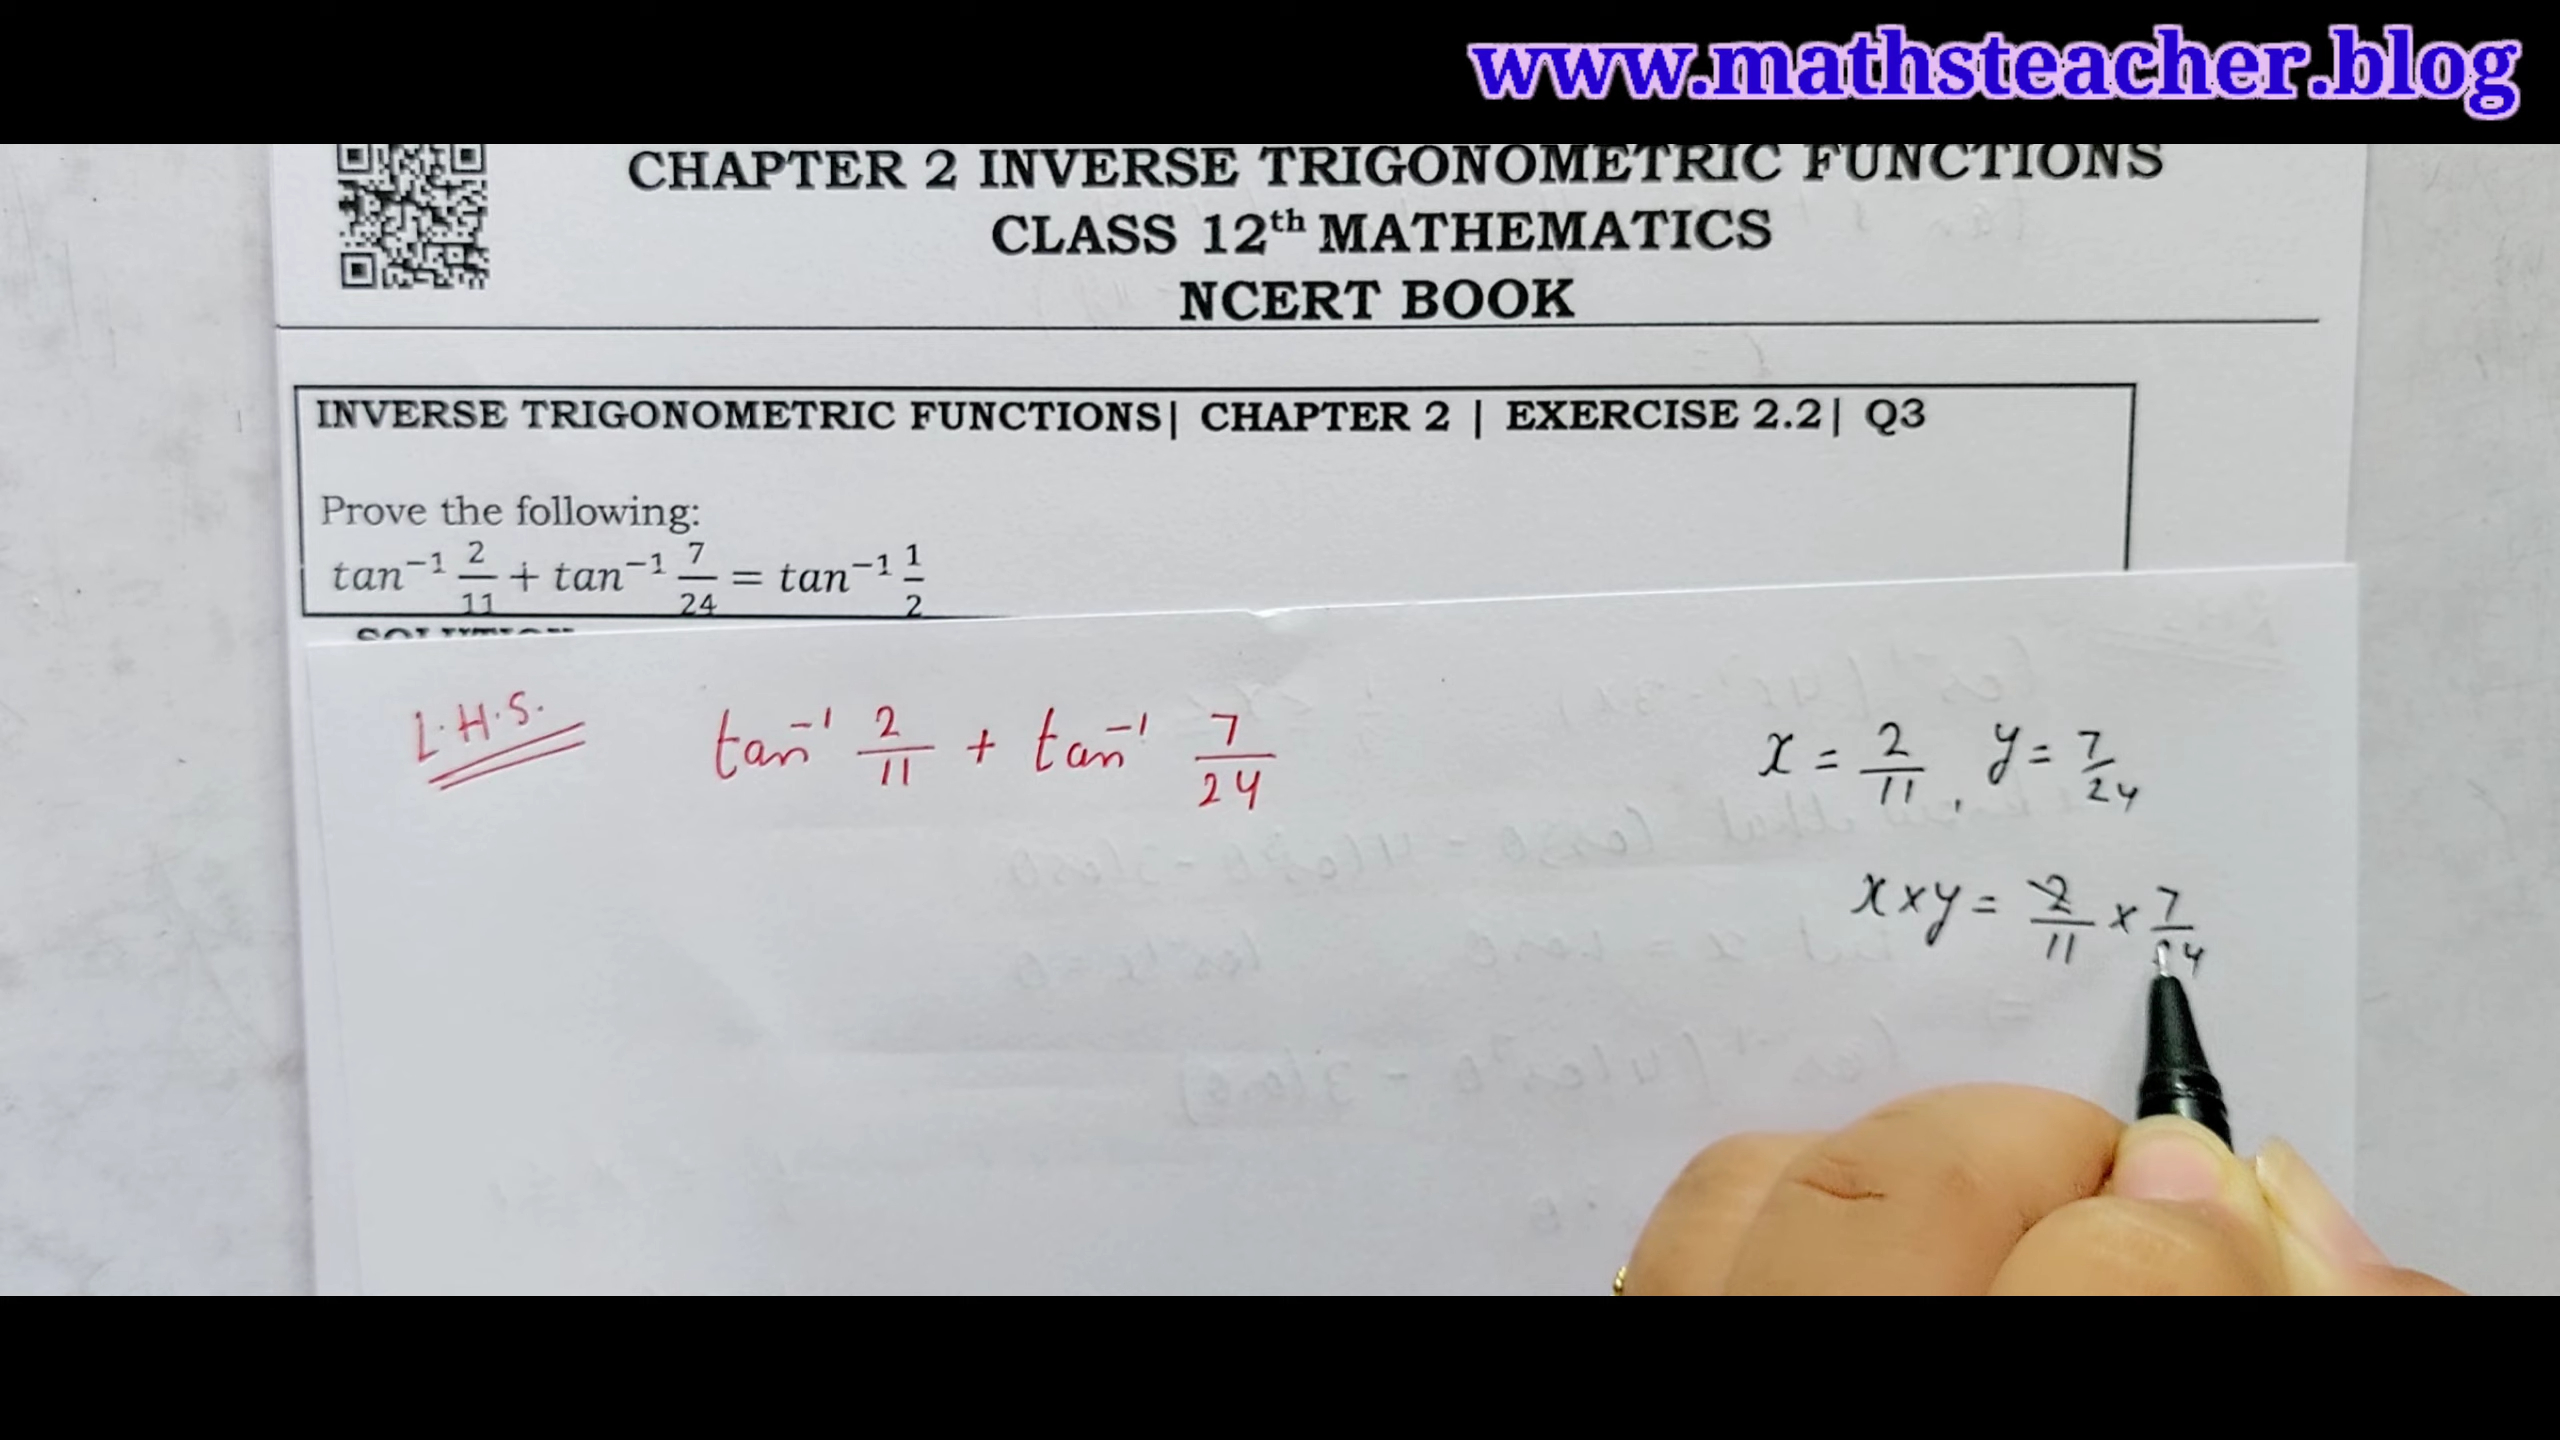 www.mathsteacher.blog
CHAPTER 2 INVERSE TRIGONOMETRIC FUNCTIONS
CLASS 12th MATHEMATICS
NCERT BOOK
INVERSE TRIGONOMETRIC FUNCTIONS| CHAPTER 2 | EXERCISE 2.2| Q3
Prove the following:
tan⁻¹ 2/11 + tan⁻¹ 7/24 = tan⁻¹ 1/2
SOLUTION
L.H.S. tan⁻¹ 2/11 + tan⁻¹ 7/24 x = 2/11, y = 7/24
x × y = 2/11 × 7/24